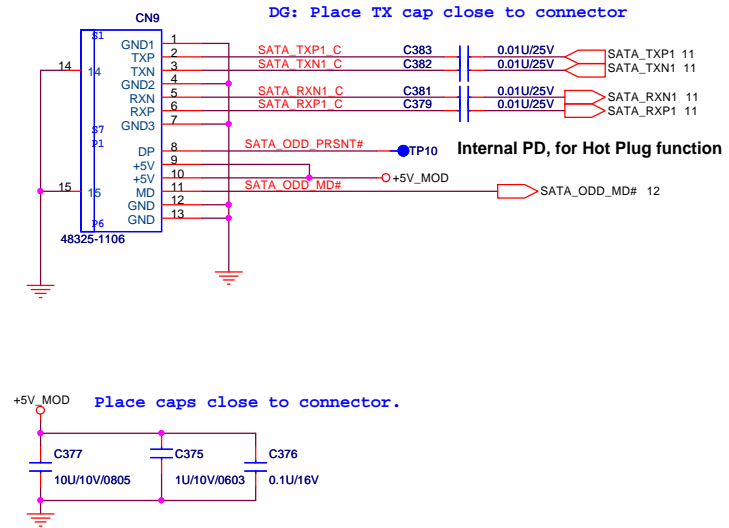 DG: Place TX cap close to connector
CN9
S1
GND1 1
TXP 2 SATA_TXP1_C C383 0.01U/25V SATA_TXP1 11
14 14 TXN 3 SATA_TXN1_C C382 0.01U/25V SATA_TXN1 11
GND2 4
RXN 5 SATA_RXN1_C C381 0.01U/25V SATA_RXN1 11
RXP 6 SATA_RXP1_C C379 0.01U/25V SATA_RXP1 11
GND3 7
S7
P1
DP 8 SATA_ODD_PRSNT# TP10 Internal PD, for Hot Plug function
+5V 9
+5V 10 +5V_MOD
15 15 MD 11 SATA_ODD_MD# SATA_ODD_MD# 12
GND 12
GND 13
P6
48325-1106
+5V_MOD Place caps close to connector.
C377 C375 C376
10U/10V/0805 1U/10V/0603 0.1U/16V